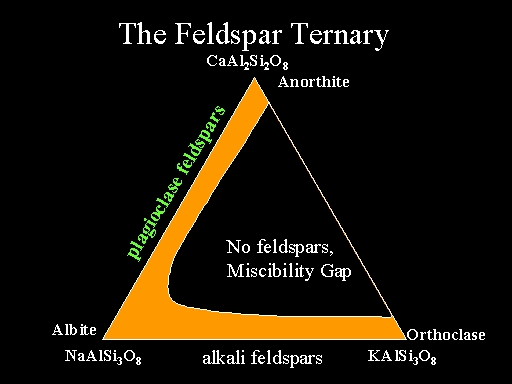 The Feldspar Ternary
CaAl₂Si₂O₈
Anorthite
plagioclase feldspars
No feldspars,
Miscibility Gap
Albite
Orthoclase
NaAlSi₃O₈
alkali feldspars
KAlSi₃O₈